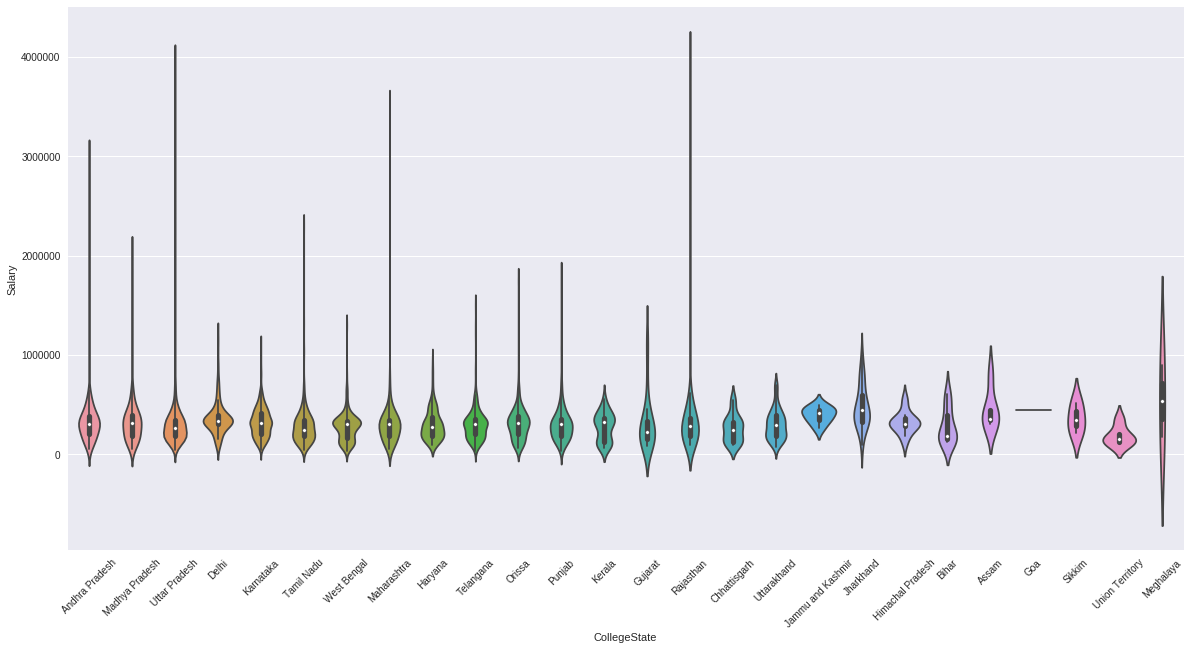 4000000
3000000
2000000
1000000
0
Salary
Andhra Pradesh
Madhya Pradesh
Uttar Pradesh
Delhi
Karnataka
Tamil Nadu
West Bengal
Maharashtra
Haryana
Telangana
Orissa
Punjab
Kerala
Gujarat
Rajasthan
Chhattisgarh
Uttarakhand
Jammu and Kashmir
Jharkhand
Himachal Pradesh
Bihar
Assam
Goa
Sikkim
Union Territory
Meghalaya
CollegeState